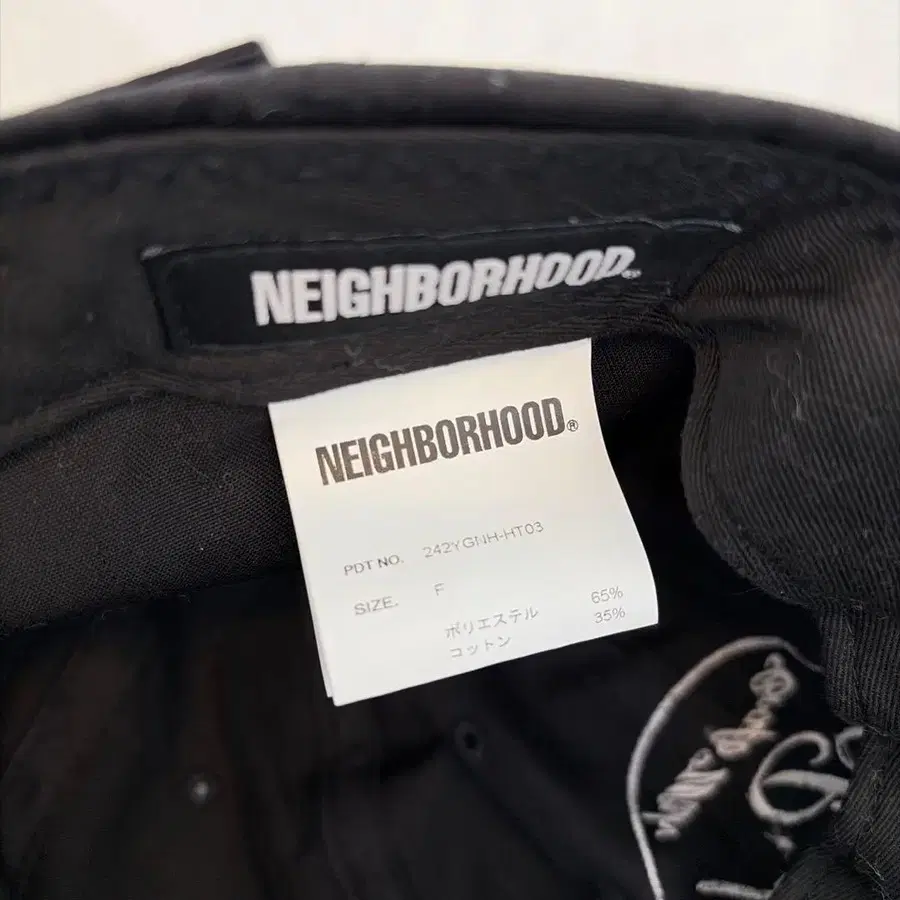 NEIGHBORHOOD®
NEIGHBORHOOD®
PDT NO. 242YGNH-HT03
SIZE. F
ポリエステル 65%
コットン 35%